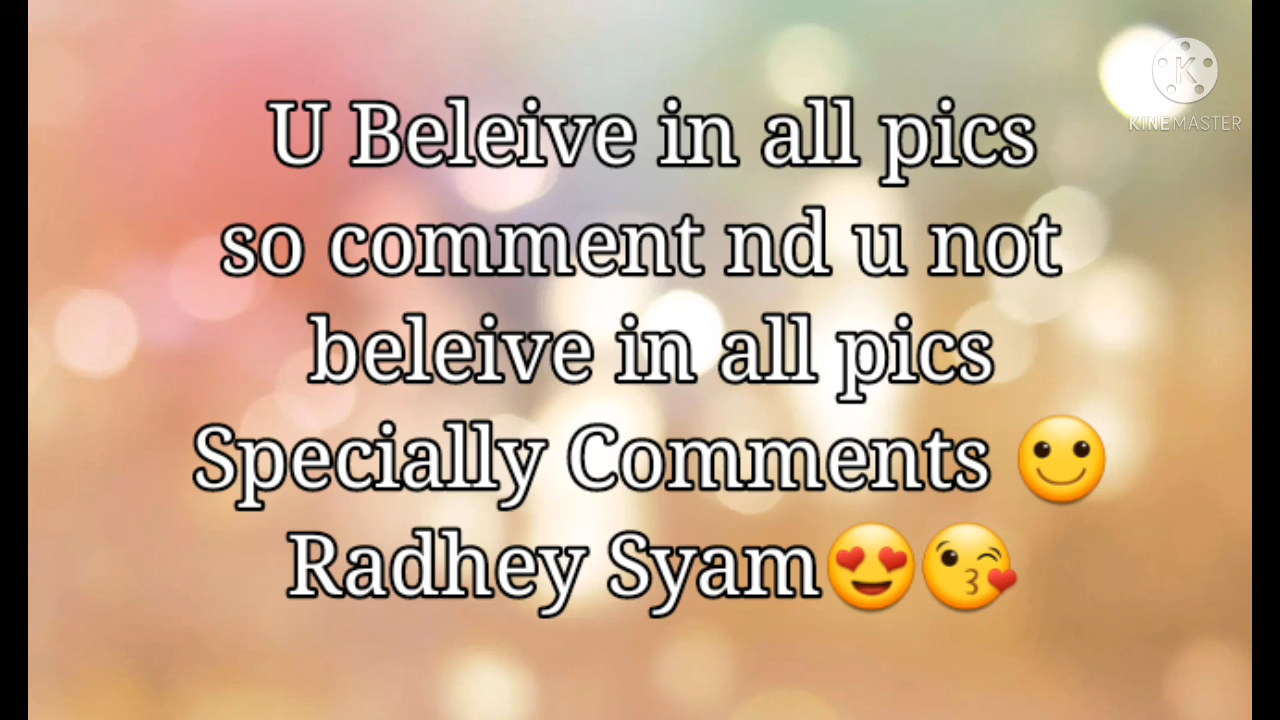 KINEMASTER
U Beleive in all pics
so comment nd u not
beleive in all pics
Specially Comments 🙂
Radhey Syam😍😘